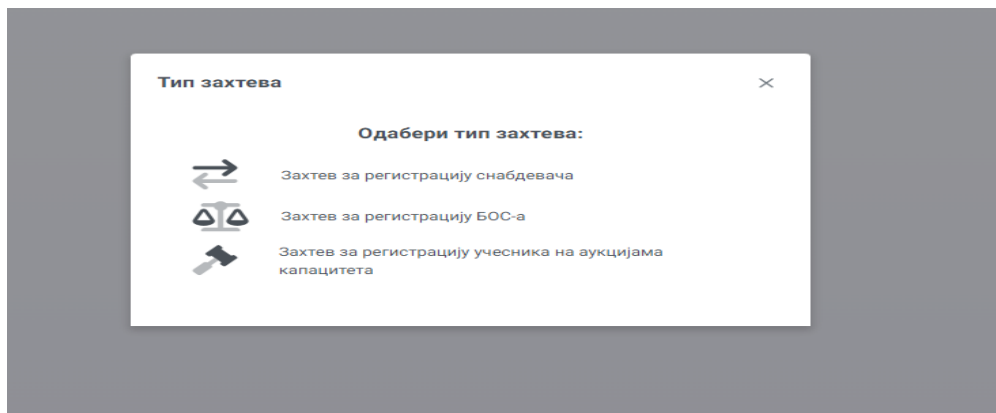 Тип захтева
Одабери тип захтева:
Захтев за регистрацију снабдевача
Захтев за регистрацију БОС-а
Захтев за регистрацију учесника на аукцијама
капацитета